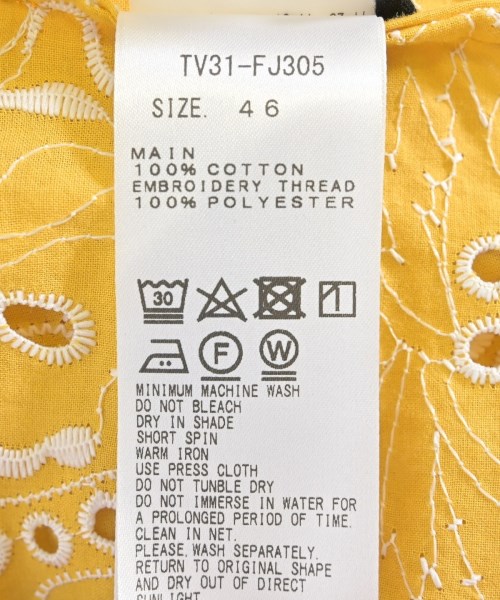 TV31-FJ305
SIZE. 46
MAIN
100% COTTON
EMBROIDERY THREAD
100% POLYESTER
30
F W
MINIMUM MACHINE WASH
DO NOT BLEACH
DRY IN SHADE
SHORT SPIN
WARM IRON
USE PRESS CLOTH
DO NOT TUNBLE DRY
DO NOT IMMERSE IN WATER FOR
A PROLONGED PERIOD OF TIME.
CLEAN IN NET.
PLEASE,WASH SEPARATELY.
RETURN TO ORIGINAL SHAPE
AND DRY OUT OF DIRECT
SUNLIGHT